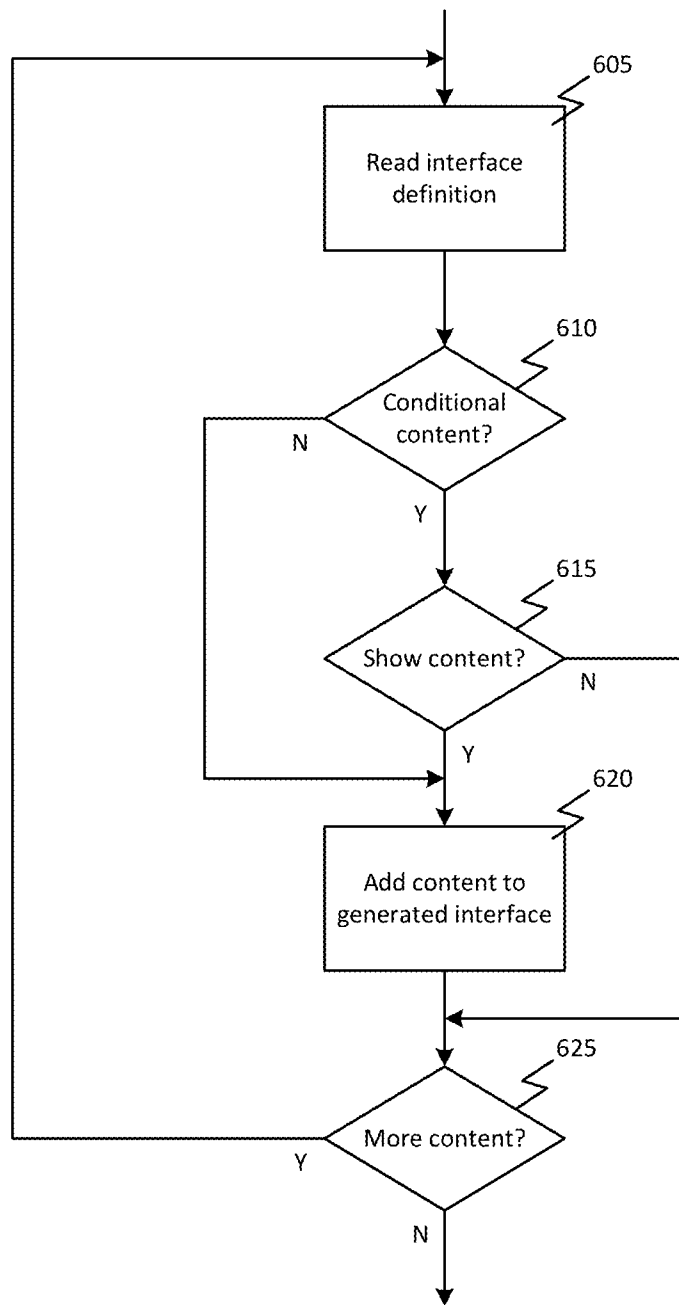 605
Read interface
definition
610
Conditional
content?
N
Y
615
Show content?
N
Y
620
Add content to
generated interface
625
More content?
Y
N